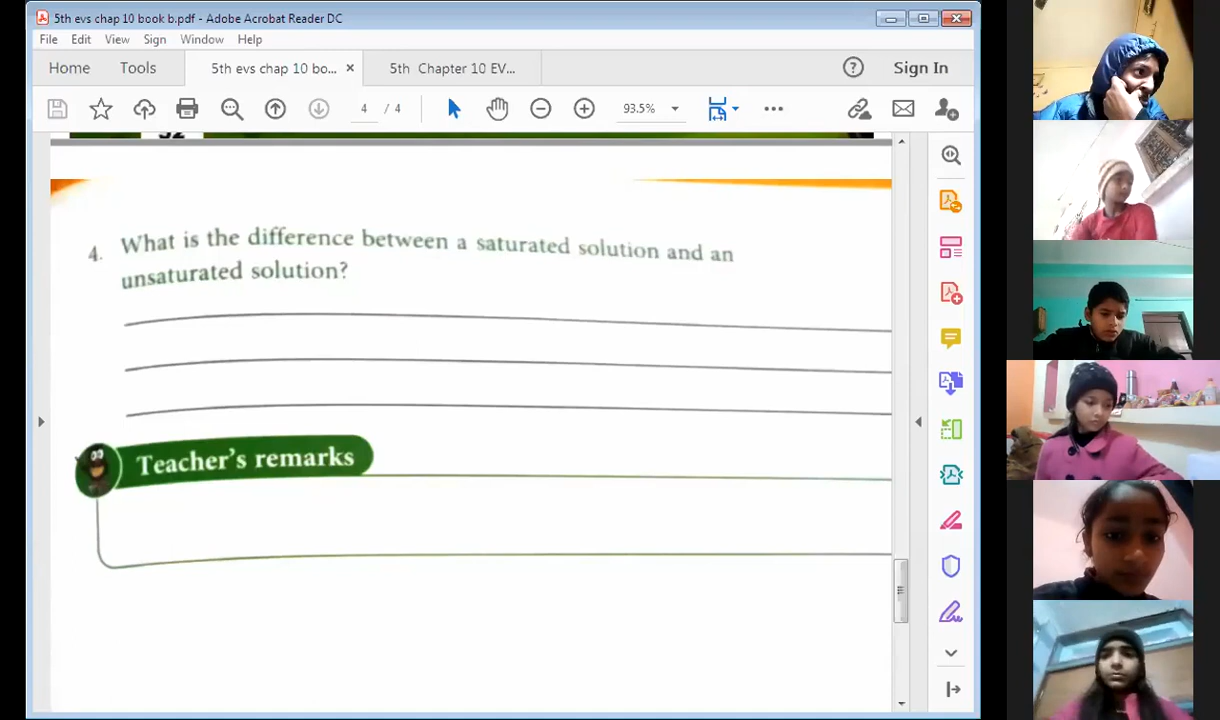 5th evs chap 10 book b.pdf - Adobe Acrobat Reader DC
File Edit View Sign Window Help
Home Tools 5th evs chap 10 bo... × 5th Chapter 10 EV... ? Sign In
4 / 4 93.5%
4. What is the difference between a saturated solution and an
unsaturated solution?
Teacher's remarks